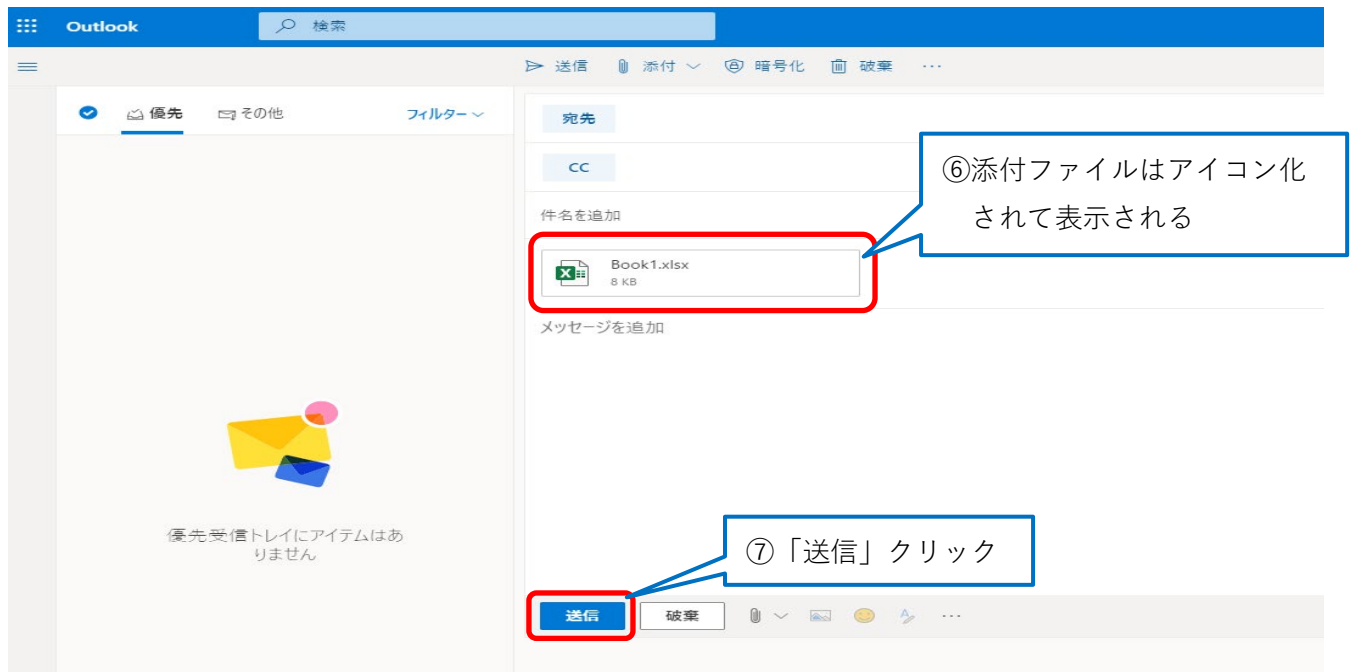 Outlook
検索
送信 添付 暗号化 破棄 ...
優先 その他 フィルター
宛先
CC
⑥添付ファイルはアイコン化
されて表示される
件名を追加
Book1.xlsx
8 KB
メッセージを追加
優先受信トレイにアイテムはあ
りません
⑦「送信」クリック
送信 破棄 ...